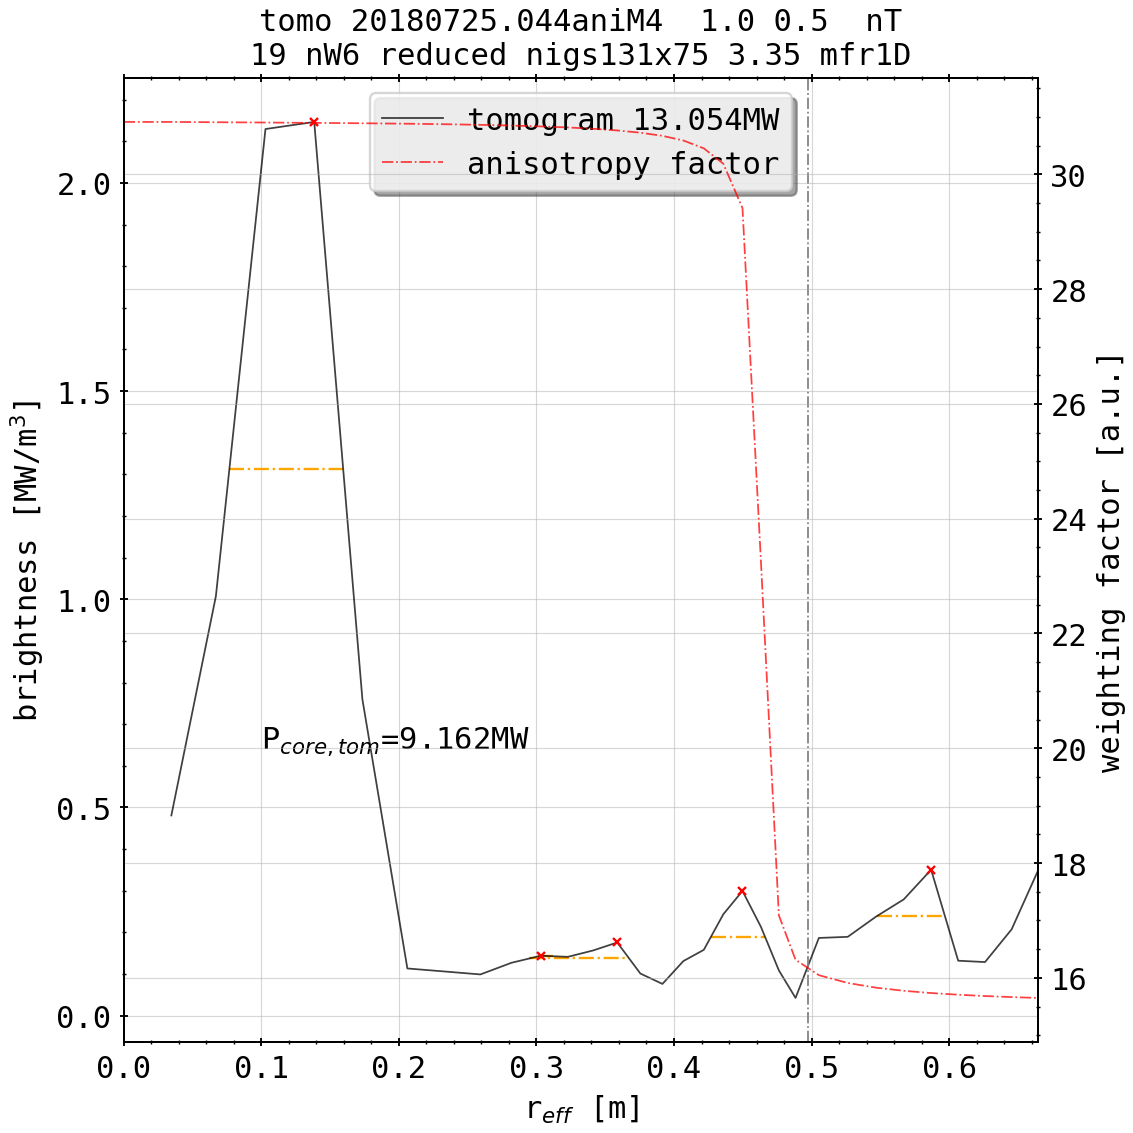 tomo 20180725.044aniM4  1.0 0.5  nT
19 nW6 reduced nigs131x75 3.35 mfr1D
tomogram 13.054MW
anisotropy factor
2.0
1.5
1.0
0.5
0.0
brightness [MW/m³]
30
28
26
24
22
20
18
16
weighting factor [a.u.]
P_core,tom=9.162MW
0.0 0.1 0.2 0.3 0.4 0.5 0.6
r_eff [m]